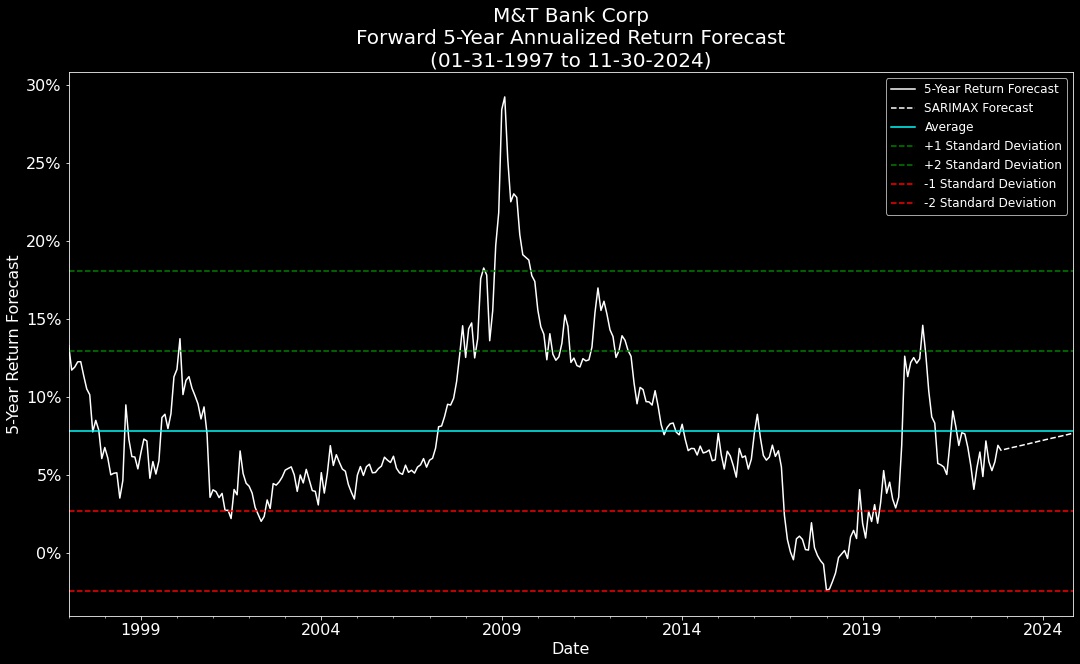 M&T Bank Corp
Forward 5-Year Annualized Return Forecast
(01-31-1997 to 11-30-2024)
30%
25%
20%
15%
10%
5%
0%
5-Year Return Forecast
5-Year Return Forecast
SARIMAX Forecast
Average
+1 Standard Deviation
+2 Standard Deviation
-1 Standard Deviation
-2 Standard Deviation
1999
2004
2009
2014
2019
2024
Date